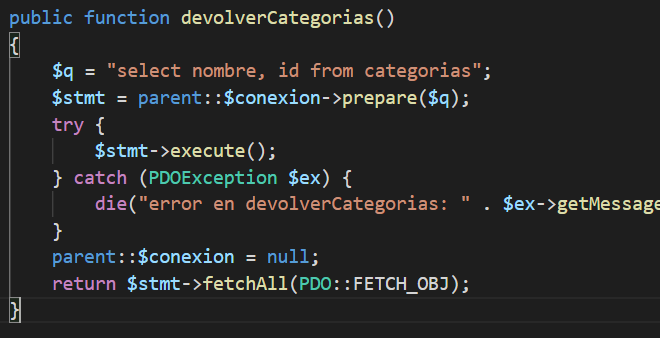 public function devolverCategorias()
{
    $q = "select nombre, id from categorias";
    $stmt = parent::$conexion->prepare($q);
    try {
        $stmt->execute();
    } catch (PDOException $ex) {
        die("error en devolverCategorias: " . $ex->getMessage
    }
    parent::$conexion = null;
    return $stmt->fetchAll(PDO::FETCH_OBJ);
}